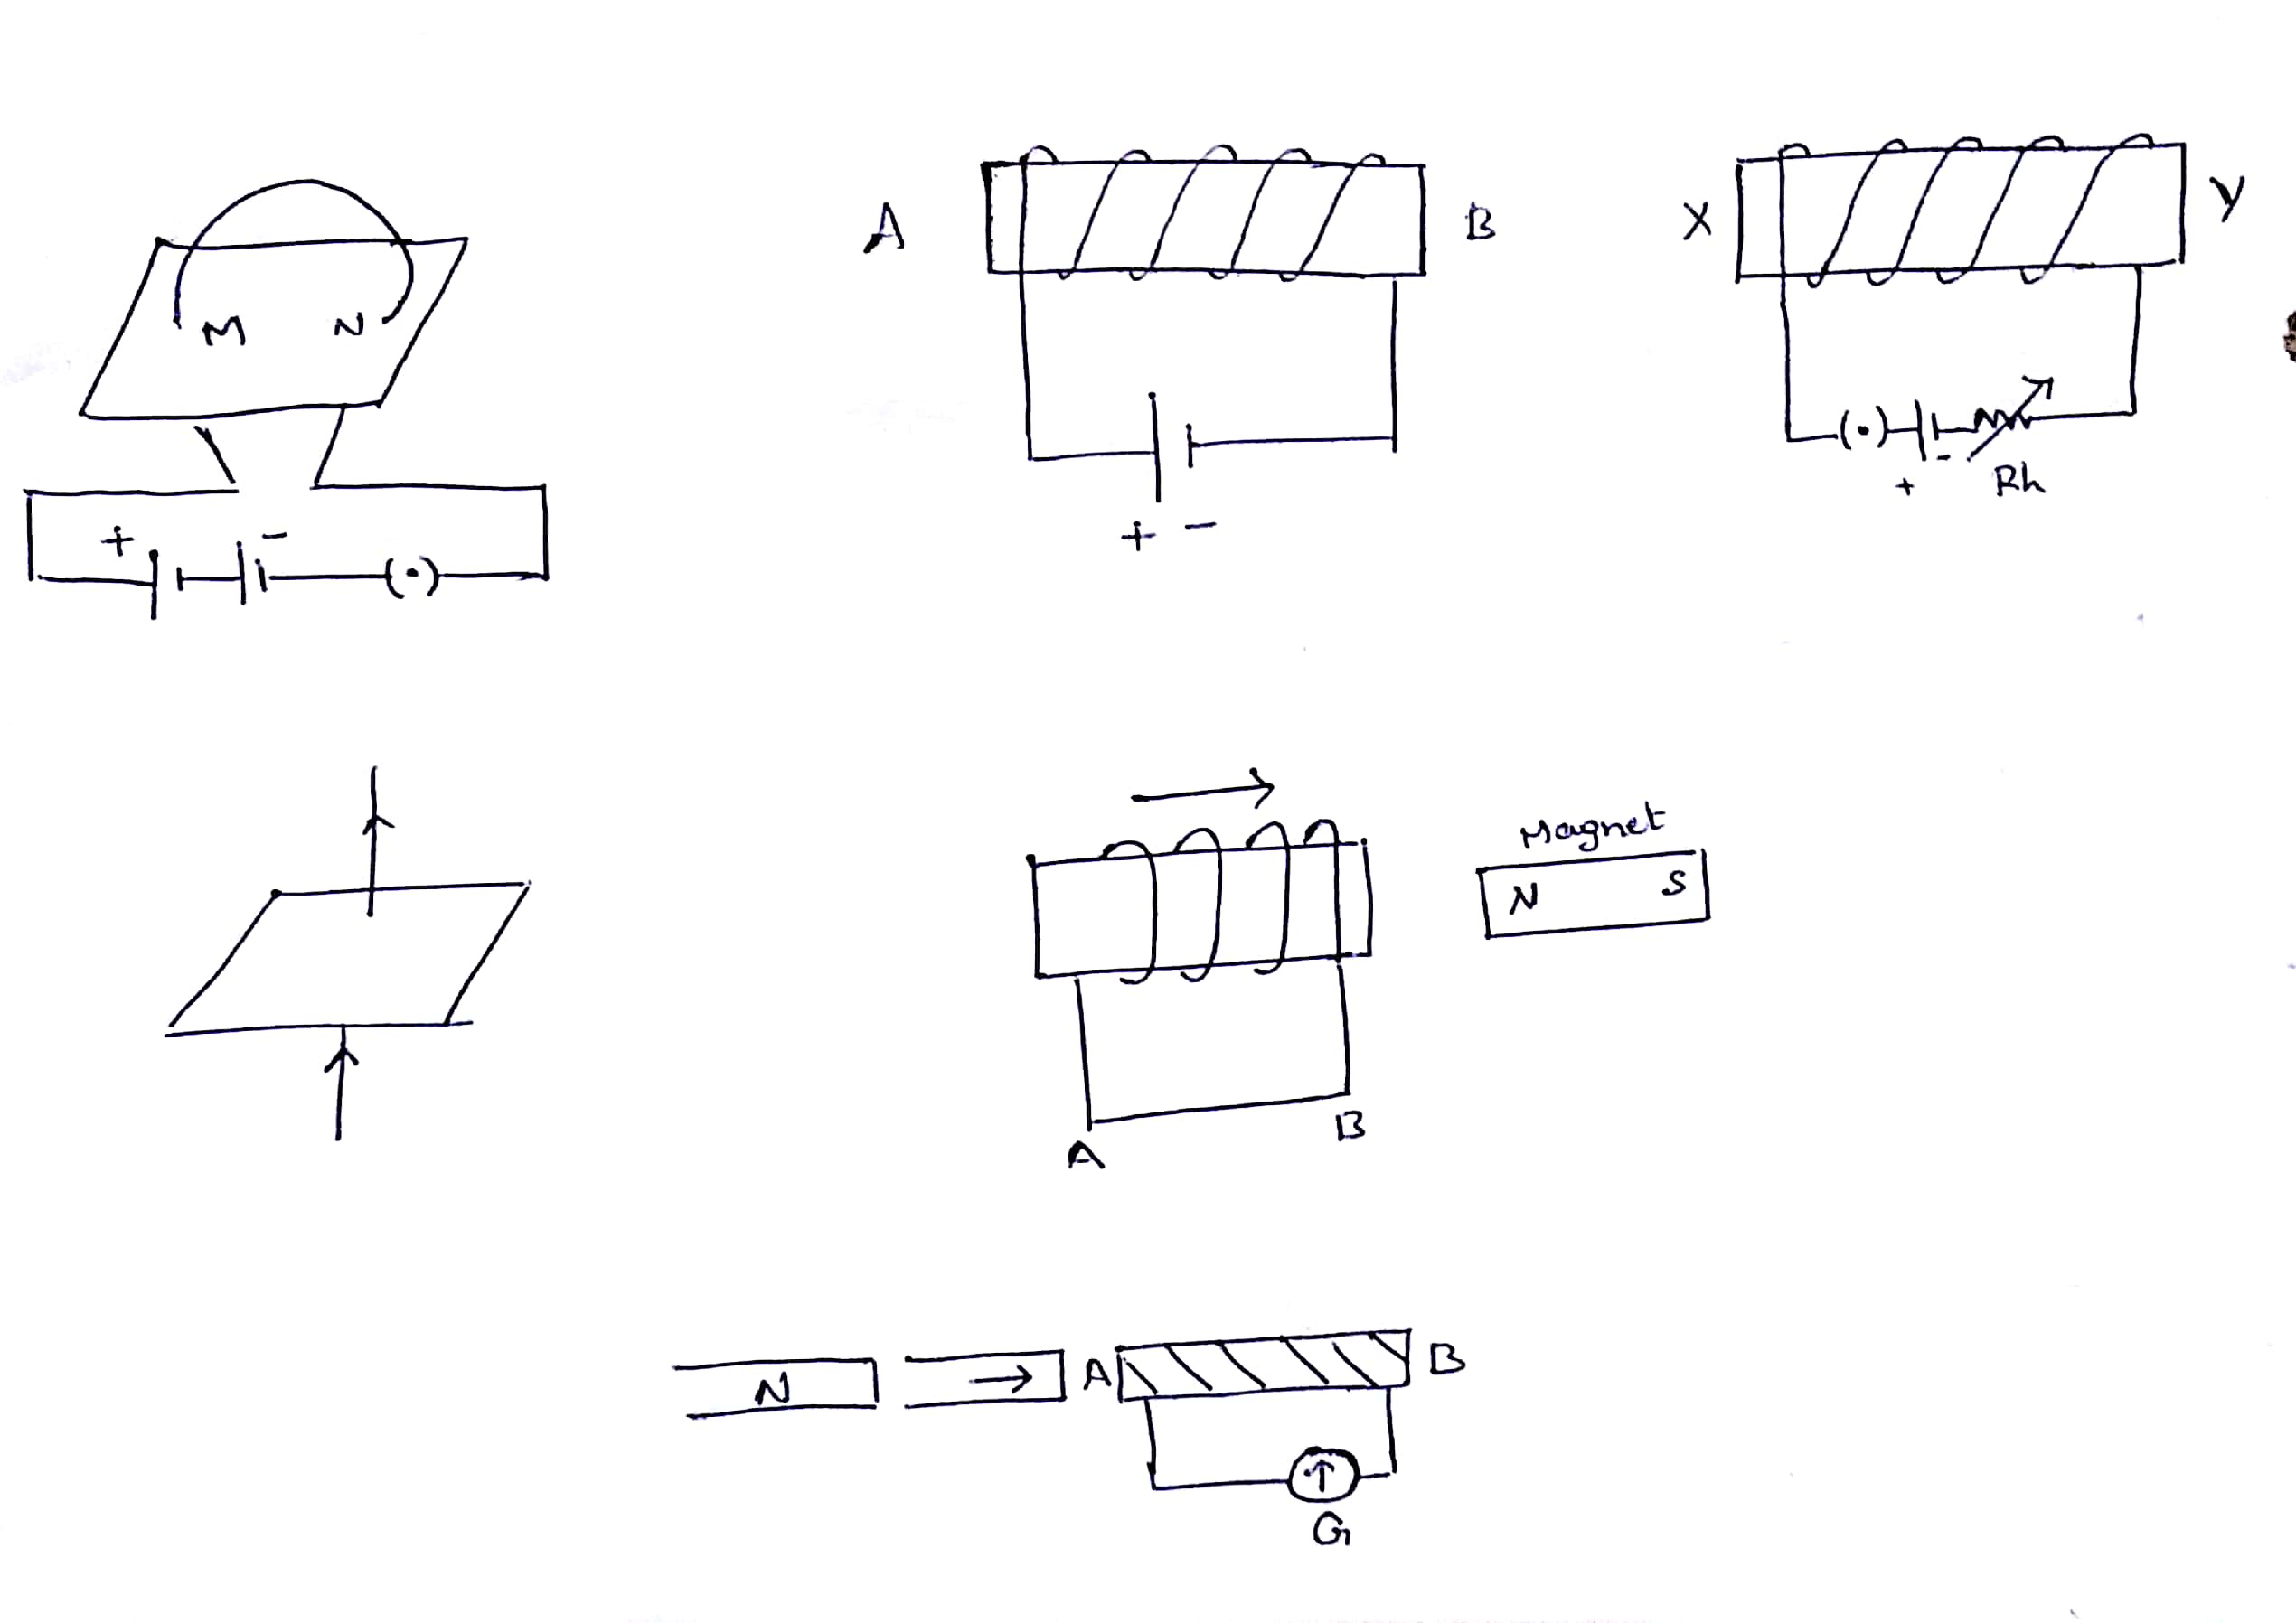 A B
X Y
M N
+ -
+ -
+ -
Rh
Magnet
N S
A B
N
A B
G